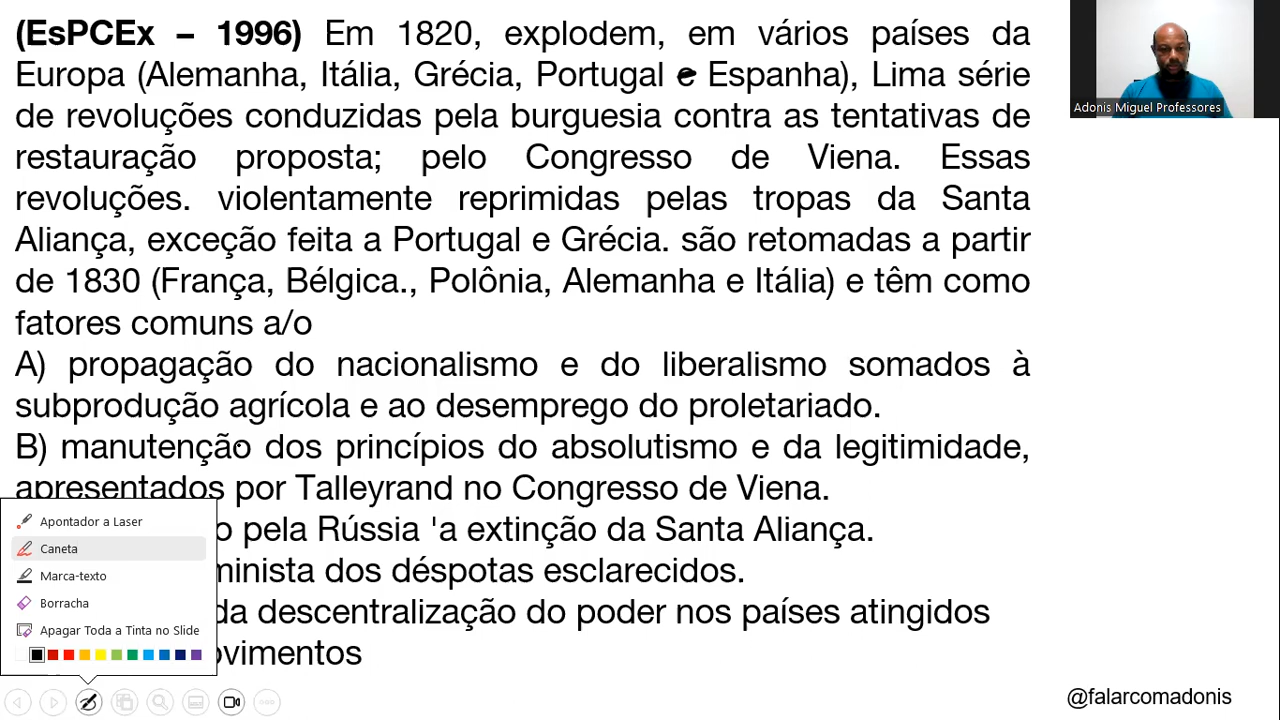 (EsPCEx – 1996) Em 1820, explodem, em vários países da
Europa (Alemanha, Itália, Grécia, Portugal e Espanha), Lima série
de revoluções conduzidas pela burguesia contra as tentativas de
restauração proposta; pelo Congresso de Viena. Essas
revoluções. violentamente reprimidas pelas tropas da Santa
Aliança, exceção feita a Portugal e Grécia. são retomadas a partir
de 1830 (França, Bélgica., Polônia, Alemanha e Itália) e têm como
fatores comuns a/o
A) propagação do nacionalismo e do liberalismo somados à
subprodução agrícola e ao desemprego do proletariado.
B) manutenção dos princípios do absolutismo e da legitimidade,
apresentados por Talleyrand no Congresso de Viena.
pela Rússia 'a extinção da Santa Aliança.
dos déspotas esclarecidos.
da descentralização do poder nos países atingidos
Apontador a Laser
Caneta
Marca-texto
Borracha
Apagar Toda a Tinta no Slide
Adonis Miguel Professores
@falarcomadonis